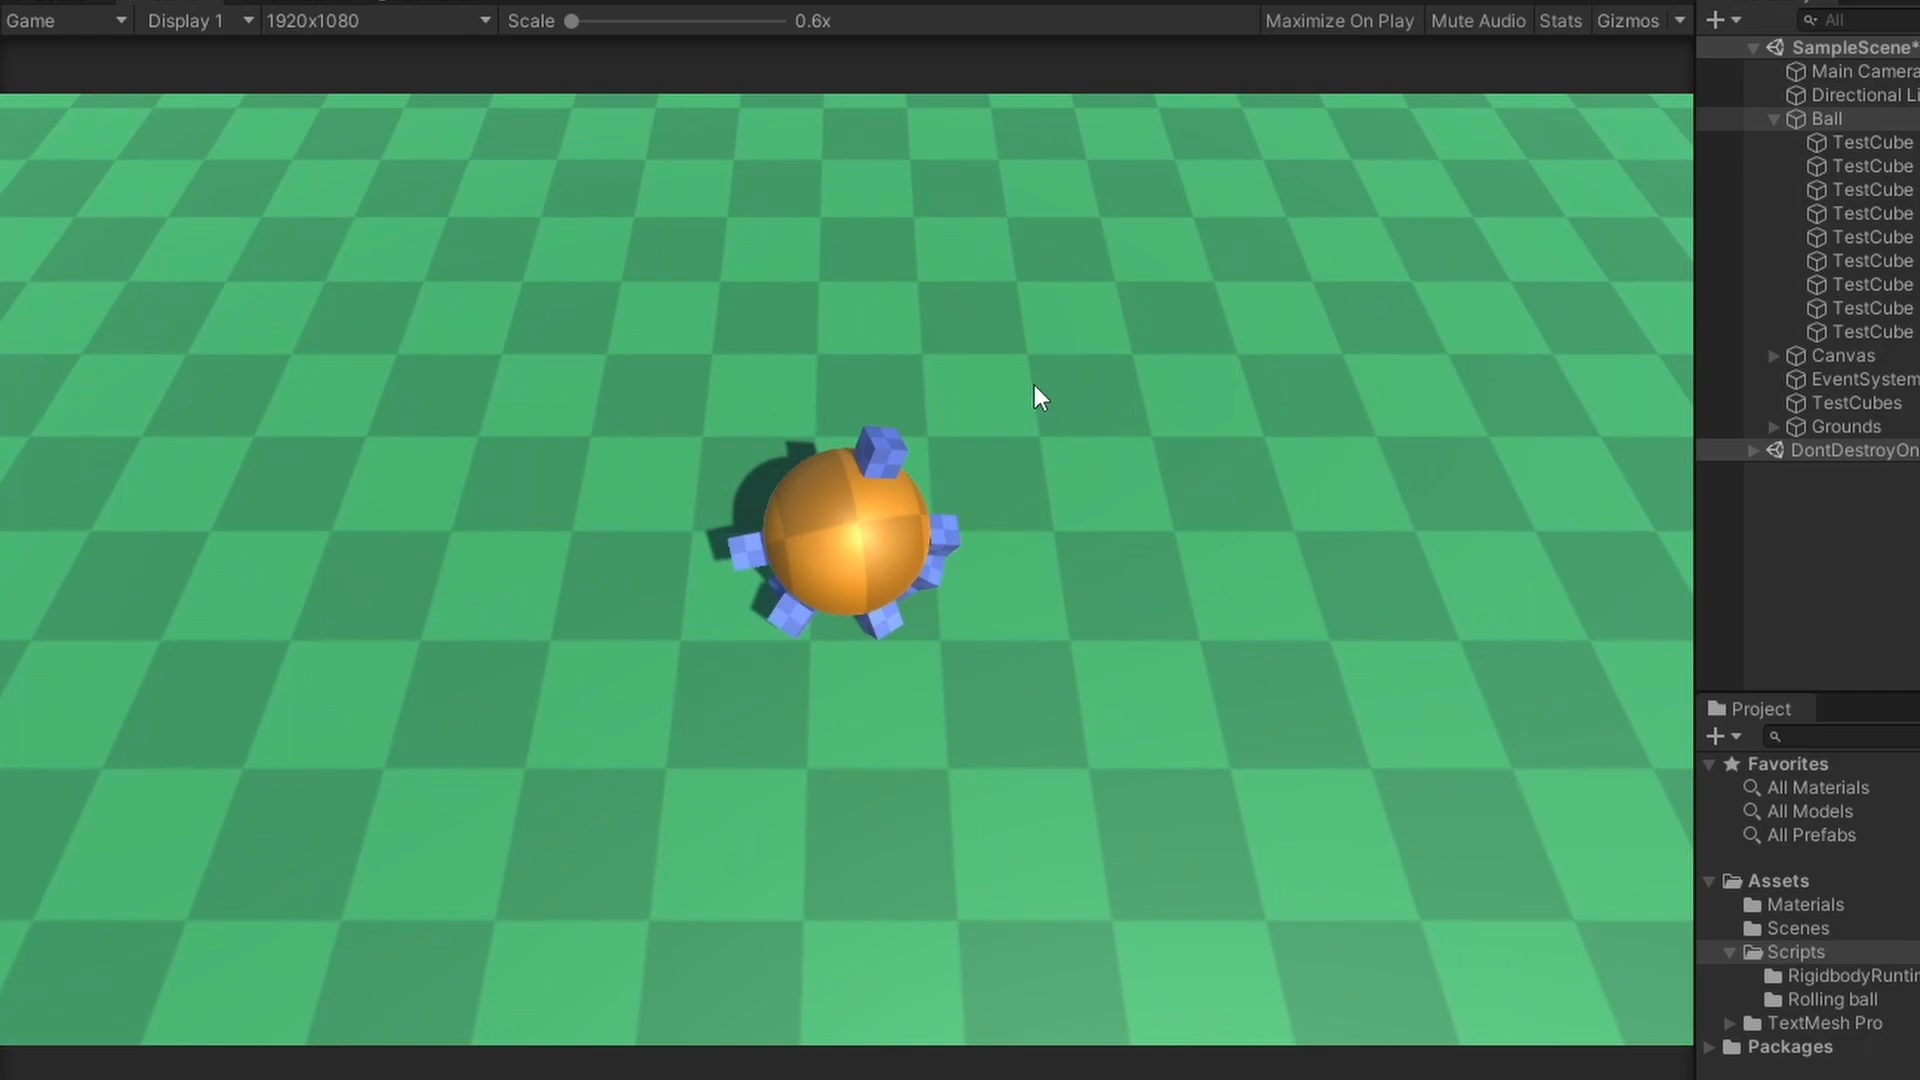 Game Display 1 1920x1080 Scale 0.6x Maximize On Play Mute Audio Stats Gizmos
All
SampleScene*
Main Camera
Directional Li
Ball
TestCube
TestCube
TestCube
TestCube
TestCube
TestCube
TestCube
TestCube
TestCube
Canvas
EventSystem
TestCubes
Grounds
DontDestroyOn
Project
Favorites
All Materials
All Models
All Prefabs
Assets
Materials
Scenes
Scripts
RigidbodyRuntin
Rolling ball
TextMesh Pro
Packages